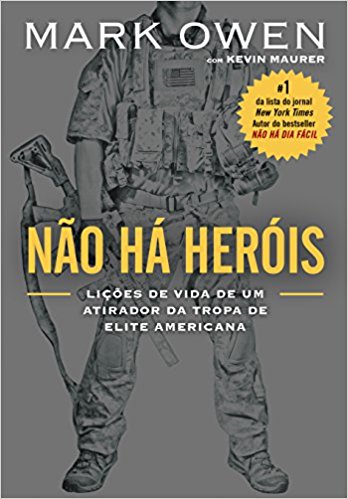 MARK OWEN
COM KEVIN MAURER
#1
da lista do jornal
New York Times
Autor do bestseller
NÃO HÁ DIA FÁCIL
NÃO HÁ HERÓIS
LIÇÕES DE VIDA DE UM
ATIRADOR DA TROPA DE
ELITE AMERICANA